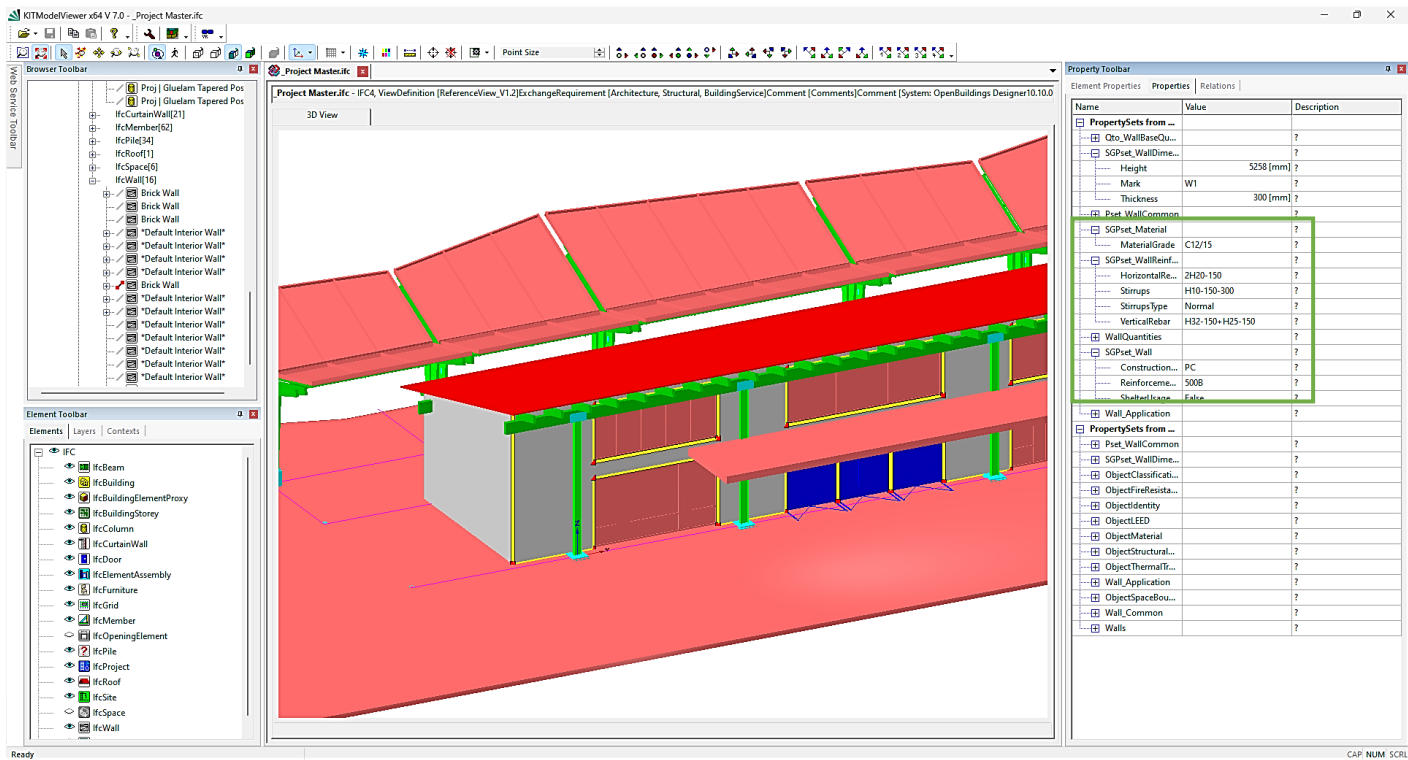 KITModelViewer x64 V 7.0 - _Project Master.ifc
Point Size
Web Service Toolbar
Browser Toolbar
Proj | Gluelam Tapered Pos
Proj | Gluelam Tapered Pos
IfcCurtainWall[21]
IfcMember[62]
IfcPile[34]
IfcRoof[1]
IfcSpace[6]
IfcWall[16]
Brick Wall
Brick Wall
Brick Wall
*Default Interior Wall*
*Default Interior Wall*
*Default Interior Wall*
*Default Interior Wall*
Brick Wall
*Default Interior Wall*
*Default Interior Wall*
*Default Interior Wall*
*Default Interior Wall*
*Default Interior Wall*
*Default Interior Wall*
*Default Interior Wall*
Element Toolbar
Elements
Layers
Contexts
IFC
IfcBeam
IfcBuilding
IfcBuildingElementProxy
IfcBuildingStorey
IfcColumn
IfcCurtainWall
IfcDoor
IfcElementAssembly
IfcFurniture
IfcGrid
IfcMember
IfcOpeningElement
IfcPile
IfcProject
IfcRoof
IfcSite
IfcSpace
IfcWall
_Project Master.ifc
Project Master.ifc - IFC4, ViewDefinition [ReferenceView_V1.2]ExchangeRequirement [Architecture, Structural, BuildingService]Comment [Comments]Comment [System: OpenBuildings Designer10.10.0
3D View
Z
Property Toolbar
Element Properties Properties Relations
Name Value Description
PropertySets from ...
Qto_WallBaseQu... ?
SGPset_WallDime... ?
Height 5258 [mm] ?
Mark W1 ?
Thickness 300 [mm] ?
Pset_WallCommon ?
SGPset_Material ?
MaterialGrade C12/15 ?
SGPset_WallReinf... ?
HorizontalRe... 2H20-150 ?
Stirrups H10-150-300 ?
StirrupsType Normal ?
VerticalRebar H32-150+H25-150 ?
WallQuantities ?
SGPset_Wall ?
Construction... PC ?
Reinforceme... 500B ?
ShelterUsage False ?
Wall_Application ?
PropertySets from ...
Pset_WallCommon ?
SGPset_WallDime... ?
ObjectClassificati... ?
ObjectFireResista... ?
ObjectIdentity ?
ObjectLEED ?
ObjectMaterial ?
ObjectStructural... ?
ObjectThermalTr... ?
Wall_Application ?
ObjectSpaceBou... ?
Wall_Common ?
Walls ?
Ready
CAP NUM SCRL